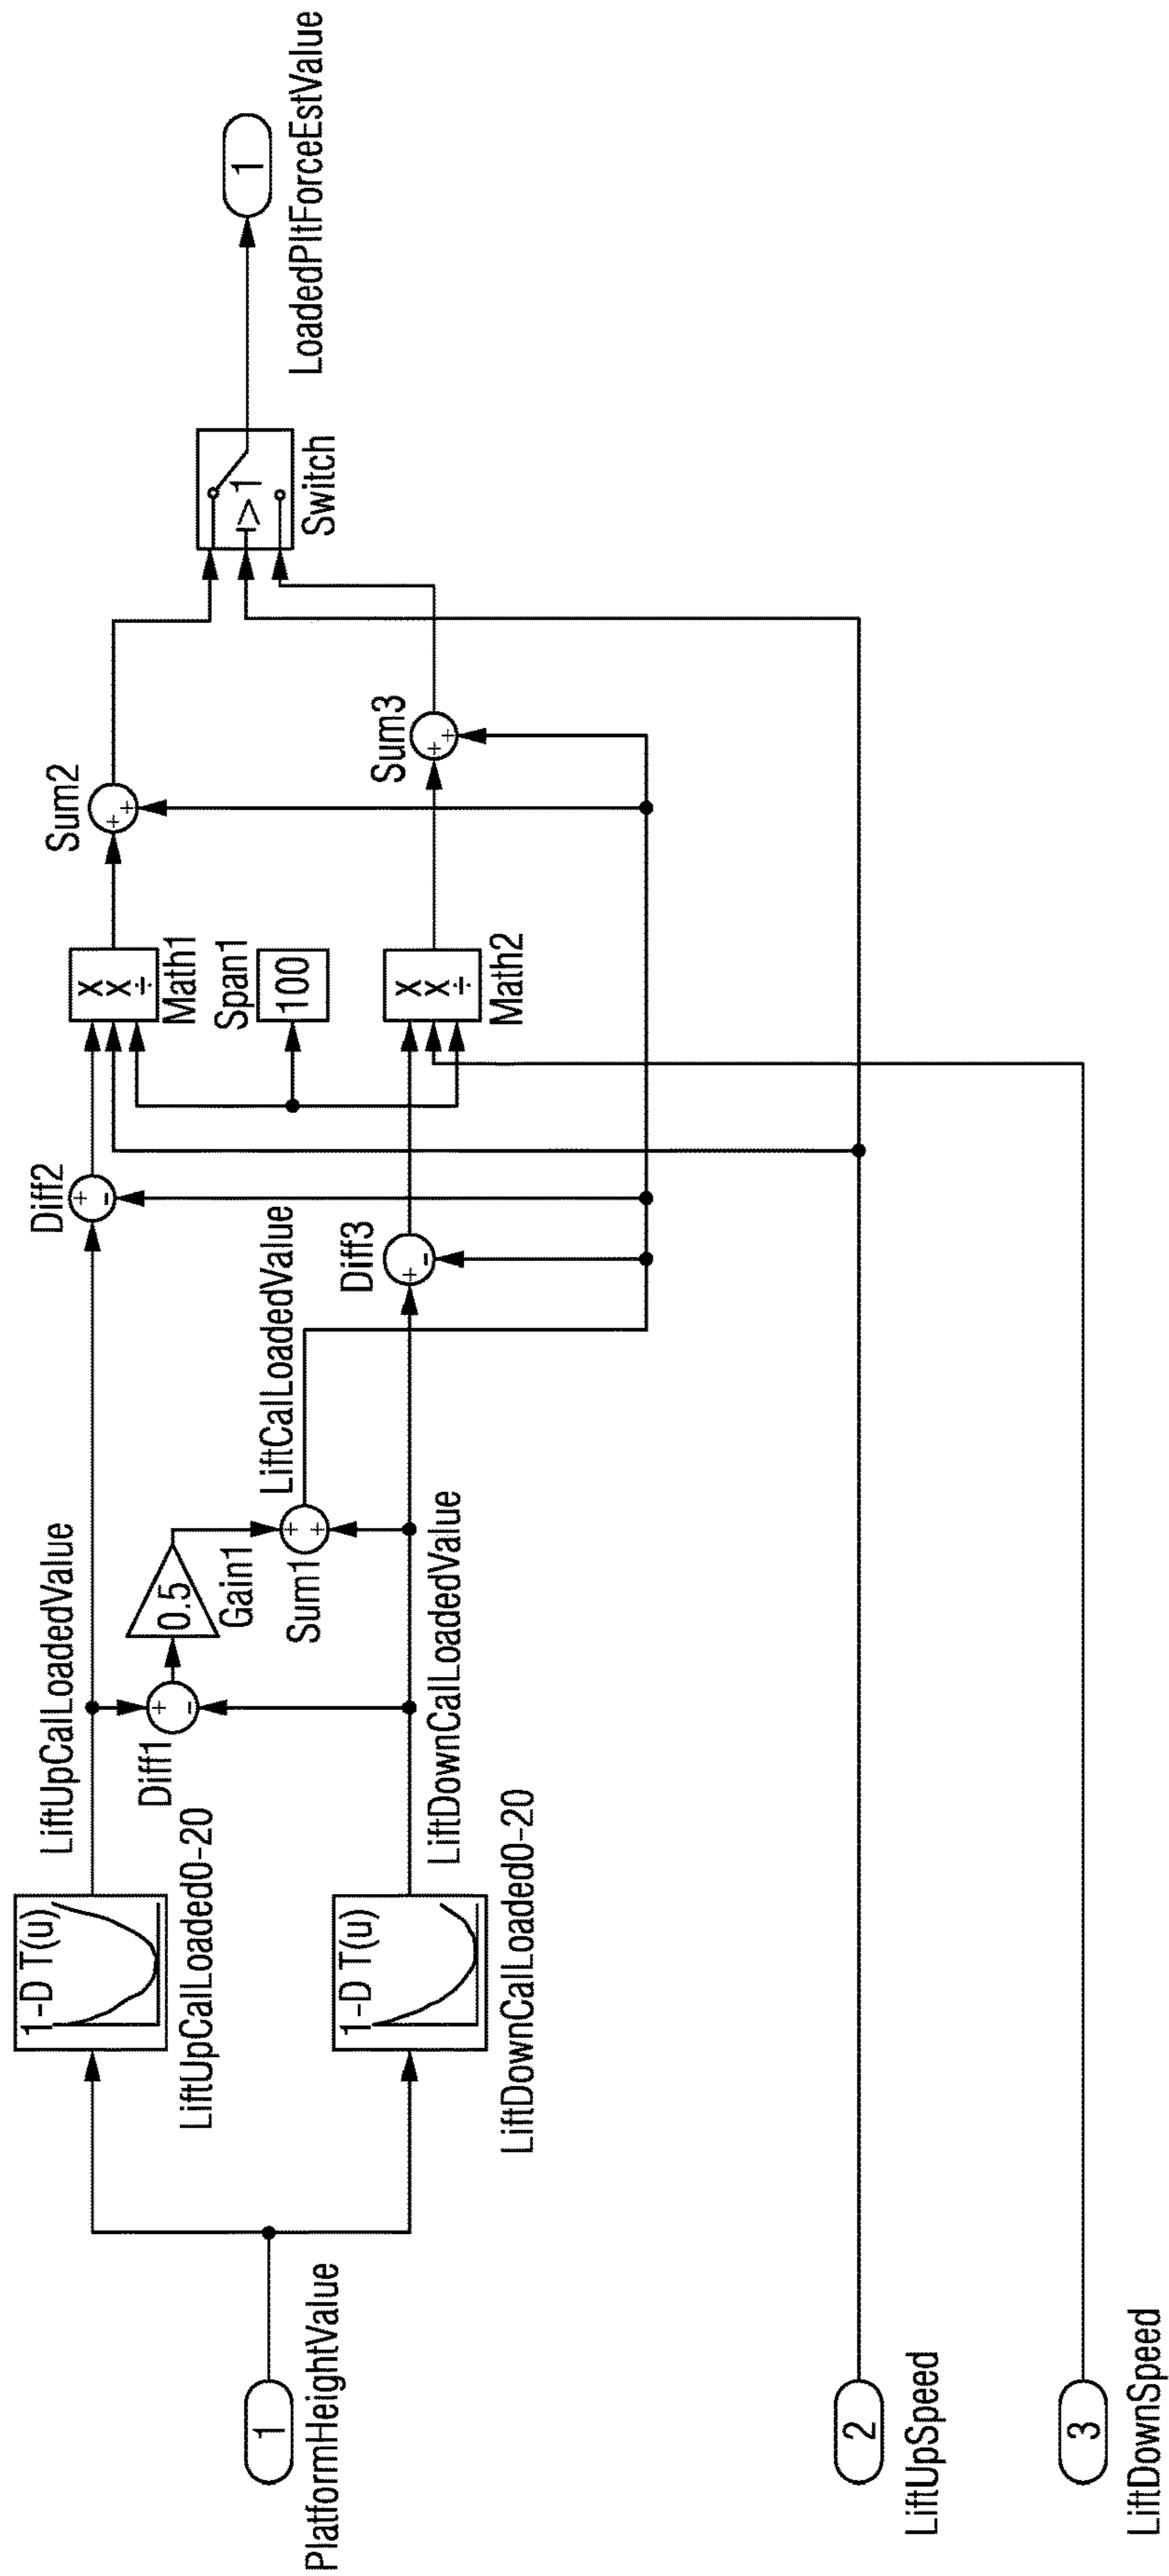 1
PlatformHeightValue
2
LiftUpSpeed
3
LiftDownSpeed
1-D T(u)
LiftUpCalLoaded0-20
1-D T(u)
LiftDownCalLoaded0-20
LiftUpCalLoadedValue
+
-
Diff1
0.5
Gain1
+
+
Sum1
LiftDownCalLoadedValue
LiftCalLoadedValue
Diff2
+
-
Diff3
+
-
X
X
÷
Math1
Span1
100
X
X
÷
Math2
Sum2
+
+
Sum3
+
+
>1
Switch
1
LoadedPltForceEstValue